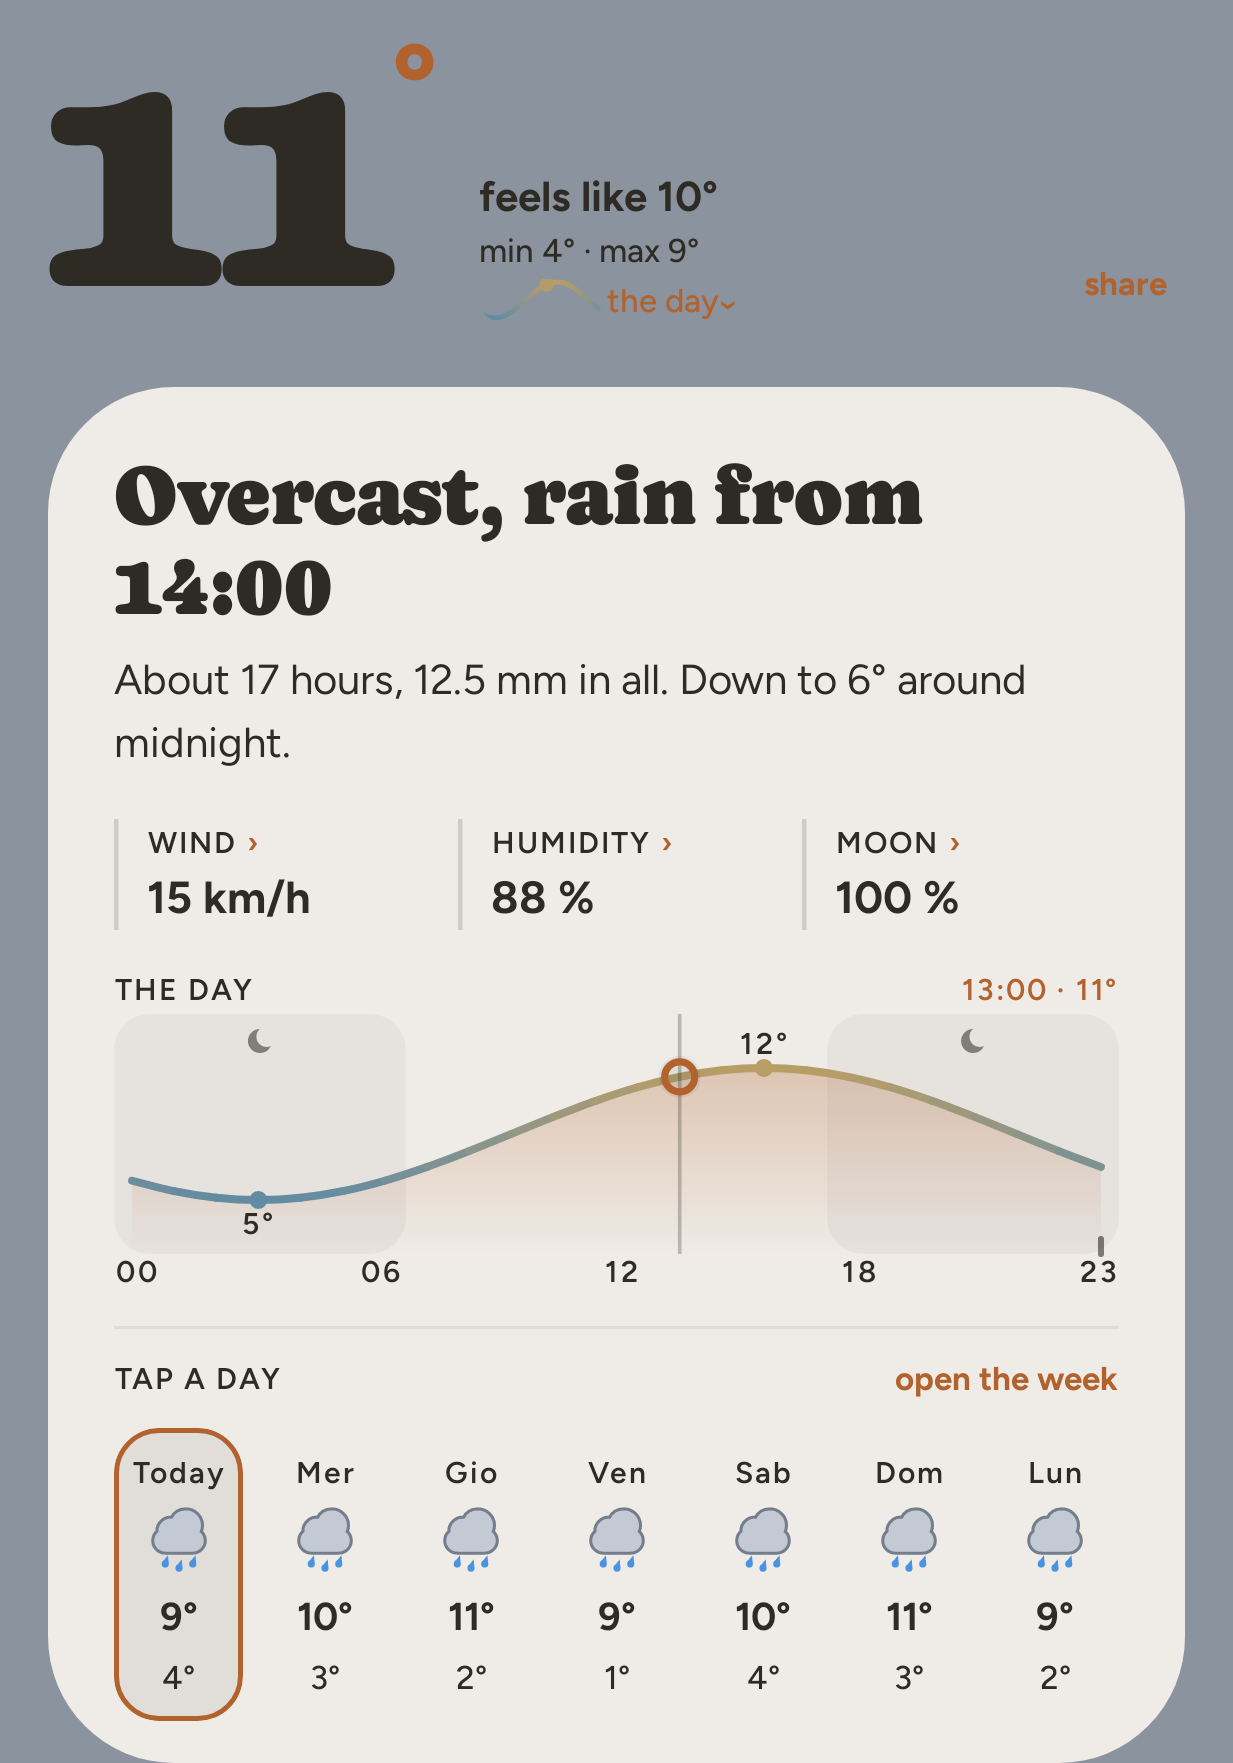 11°
feels like 10°
min 4° · max 9°
the day
share
Overcast, rain from
14:00
About 17 hours, 12.5 mm in all. Down to 6° around
midnight.
WIND › HUMIDITY › MOON ›
15 km/h 88 % 100 %
THE DAY 13:00 · 11°
12°
5°
00 06 12 18 23
TAP A DAY open the week
Today Mer Gio Ven Sab Dom Lun
9° 10° 11° 9° 10° 11° 9°
4° 3° 2° 1° 4° 3° 2°